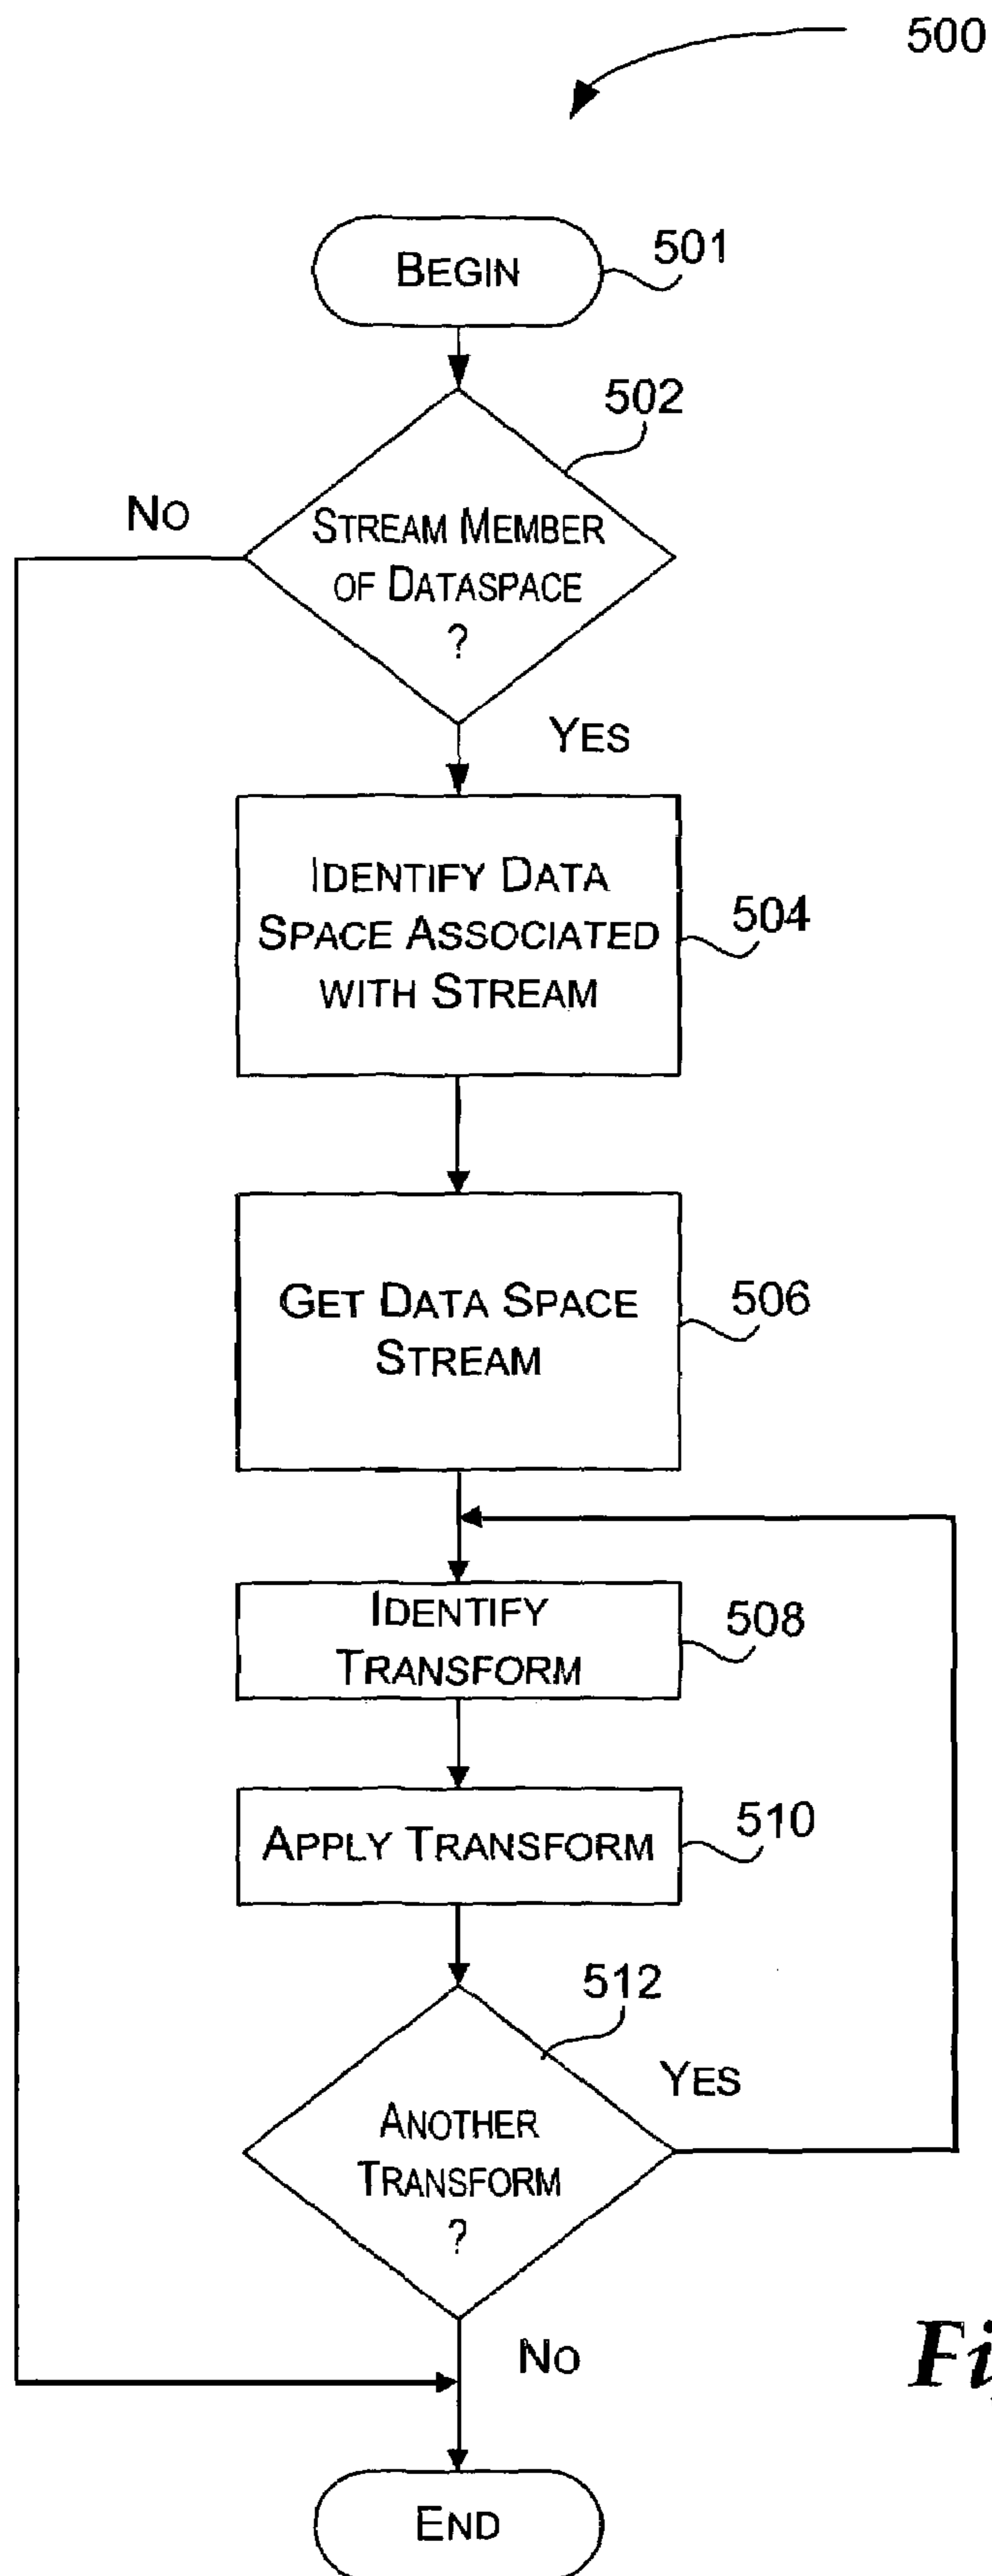 500
BEGIN
501
502
NO
STREAM MEMBER
OF DATASPACE
?
YES
IDENTIFY DATA
SPACE ASSOCIATED
WITH STREAM
504
GET DATA SPACE
STREAM
506
IDENTIFY
TRANSFORM
508
APPLY TRANSFORM
510
512
YES
ANOTHER
TRANSFORM
?
NO
END